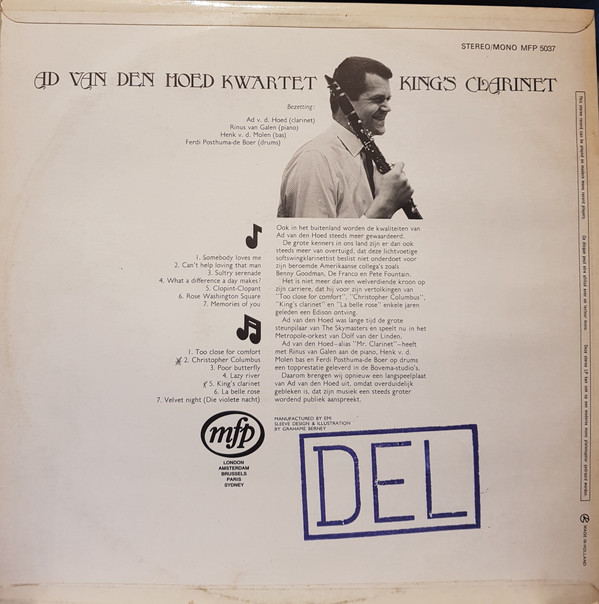 STEREO/MONO MFP 5037
AD VAN DEN HOED KWARTET KING'S CLARINET
Bezetting:
Ad v. d. Hoed (clarinet)
Rinus van Galen (piano)
Henk v. d. Molen (bas)
Ferdi Posthuma-de Boer (drums)
1. Somebody loves me
2. Can't help loving that man
3. Sultry serenade
4. What a difference a day makes?
5. Clopint-Clopant
6. Rose Washington Square
7. Memories of you
1. Too close for comfort
2. Christopher Columbus
3. Poor butterfly
4. Lazy river
5. King's clarinet
6. La belle rose
7. Velvet night (Die violete nacht)
Ook in het buitenland worden de kwaliteiten van
Ad van den Hoed steeds meer gewaardeerd.
De grote kenners in ons land zijn er dan ook
steeds meer van overtuigd, dat deze lichtvoetige
softswingklarinettist beslist niet onderdoet voor
zijn beroemde Amerikaanse collega's zoals
Benny Goodman, De Franco en Pete Fountain.
Het is niet meer dan een welverdiende kroon op
zijn carrière, dat hij voor zijn vertolkingen van
"Too close for comfort", "Christopher Columbus",
"King's clarinet" en "La belle rose" enkele jaren
geleden een Edison ontving.
Ad van den Hoed was lange tijd de grote
steunpilaar van The Skymasters en speelt nu in het
Metropole-orkest van Dolf van der Linden.
Ad van den Hoed-alias "Mr. Clarinet"-heeft
met Rinus van Galen aan de piano, Henk v. d.
Molen bas en Ferdi Posthuma-de Boer op drums
een topprestatie geleverd in de Bovema-studio's.
Daarom brengen wij opnieuw een langspeelplaat
van Ad van den Hoed uit, omdat overduidelijk
gebleken is, dat zijn musiek een steeds groter
wordend publiek aanspreekt.
mfp
LONDON
AMSTERDAM
BRUSSELS
PARIS
SYDNEY
MANUFACTURED BY EMI
SLEEVE DESIGN & ILLUSTRATION
BY GRAHAME BERNEY
DEL
This stereo record can be played on modern mono record players
MADE IN HOLLAND